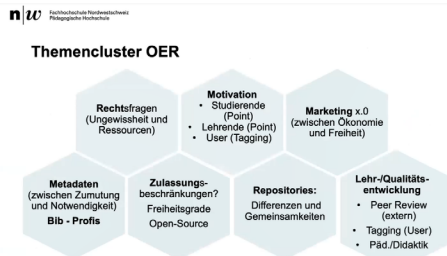 n|w Fachhochschule Nordwestschweiz
Pädagogische Hochschule
Themencluster OER
Rechtsfragen
(Ungewissheit und
Ressourcen)
Motivation
• Studierende
(Point)
• Lehrende (Point)
• User (Tagging)
Marketing x.0
(zwischen Ökonomie
und Freiheit)
Metadaten
(zwischen Zumutung
und Notwendigkeit)
Bib - Profis
Zulassungs-
beschränkungen?
Freiheitsgrade
Open-Source
Repositories:
Differenzen und
Gemeinsamkeiten
Lehr-/Qualitäts-
entwicklung
• Peer Review
(extern)
• Tagging (User)
• Päd./Didaktik